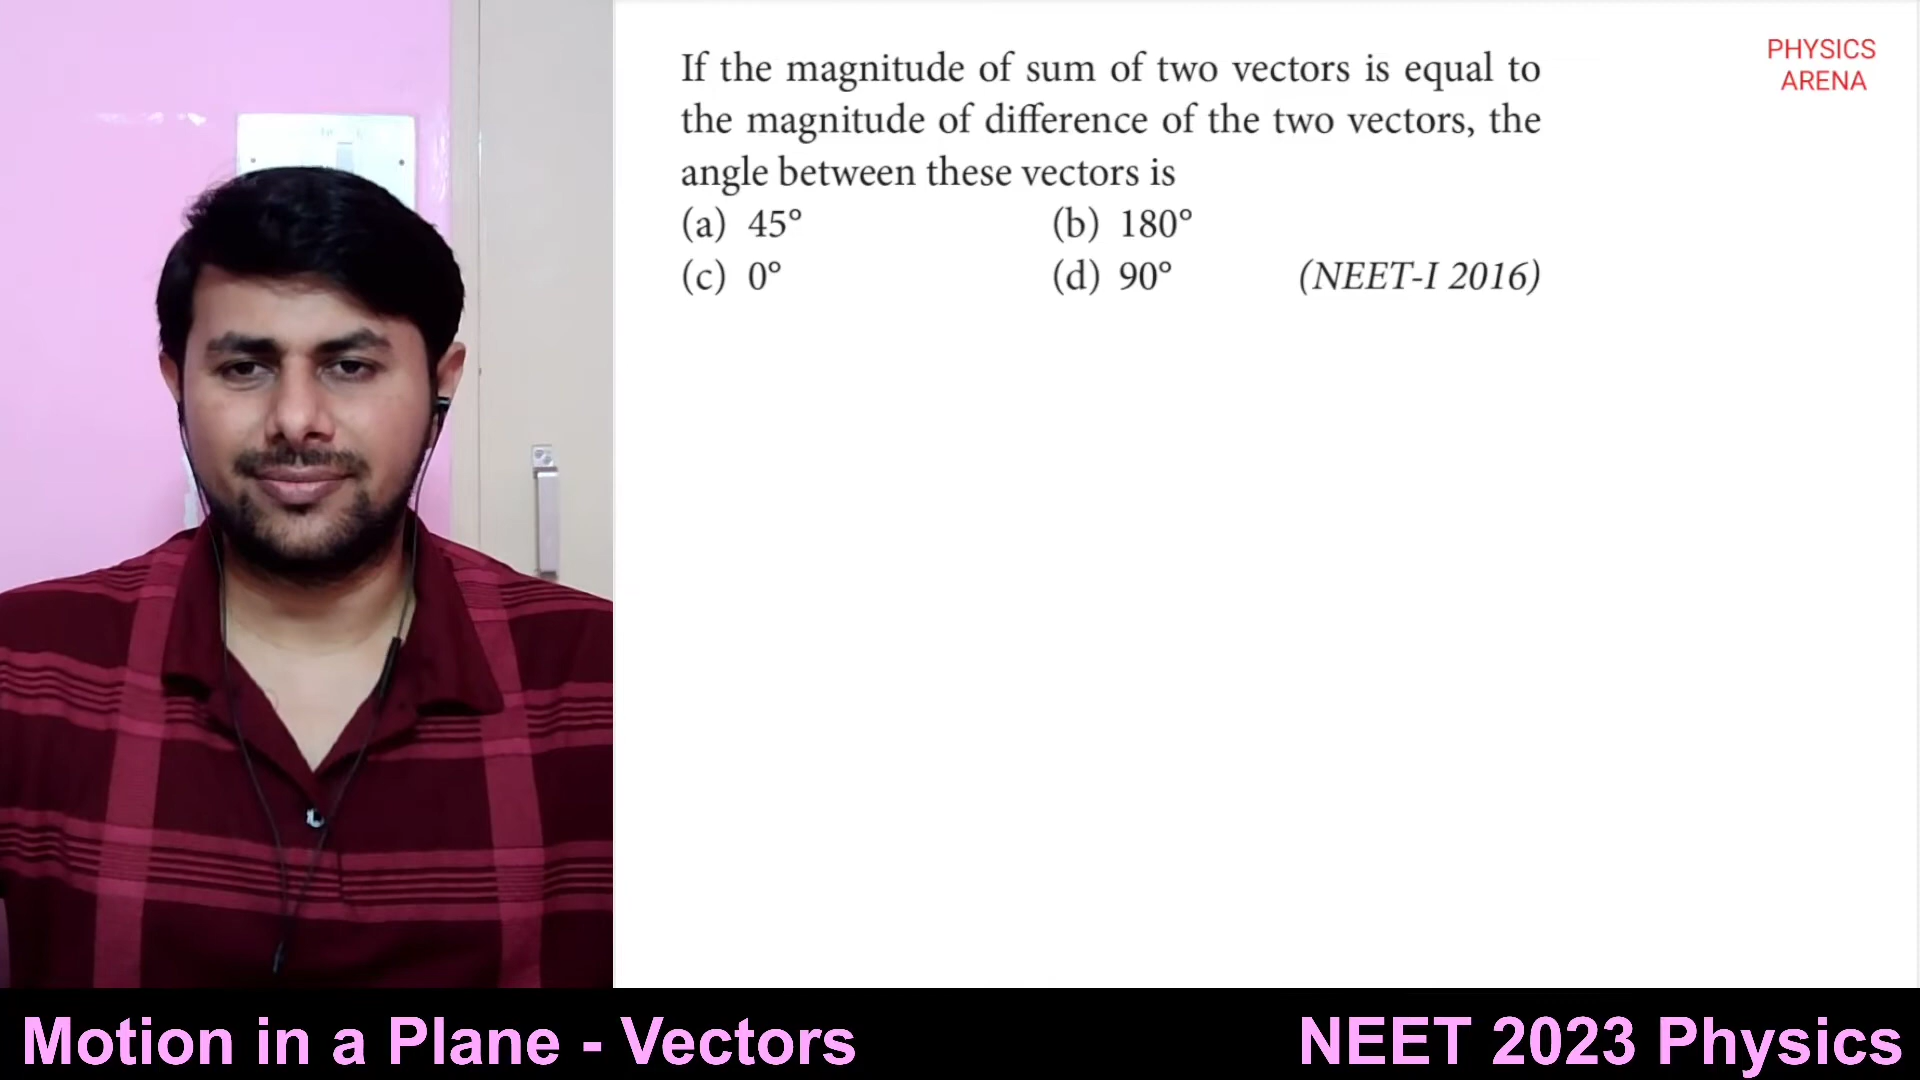 PHYSICS
ARENA
If the magnitude of sum of two vectors is equal to
the magnitude of difference of the two vectors, the
angle between these vectors is
(a) 45° (b) 180°
(c) 0° (d) 90° (NEET-I 2016)
Motion in a Plane - Vectors NEET 2023 Physics